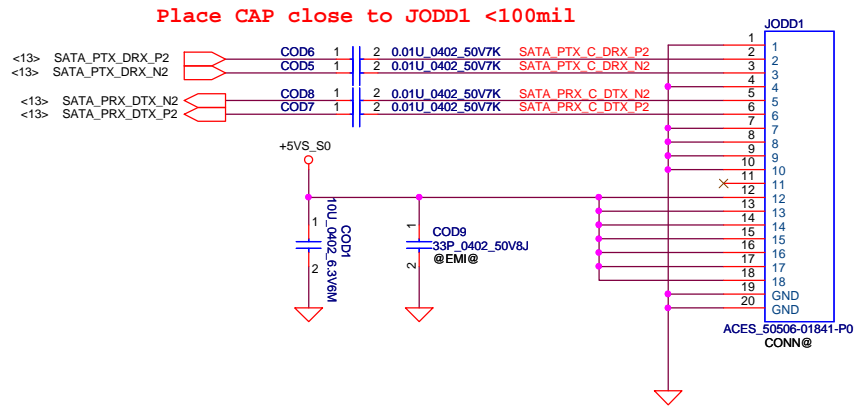 Place CAP close to JODD1 <100mil
JODD1
<13> SATA_PTX_DRX_P2 COD6 1 2 0.01U_0402_50V7K SATA_PTX_C_DRX_P2
<13> SATA_PTX_DRX_N2 COD5 1 2 0.01U_0402_50V7K SATA_PTX_C_DRX_N2
<13> SATA_PRX_DTX_N2 COD8 1 2 0.01U_0402_50V7K SATA_PRX_C_DTX_N2
<13> SATA_PRX_DTX_P2 COD7 1 2 0.01U_0402_50V7K SATA_PRX_C_DTX_P2
1 1
2 2
3 3
4 4
5 5
6 6
7 7
8 8
9 9
10 10
11 11
12 12
13 13
14 14
15 15
16 16
17 17
18 18
19 GND
20 GND
ACES_50506-01841-P0
CONN@
+5VS_S0
1
2
COD1
10U_0402_6.3V6M
1
2
COD9
33P_0402_50V8J
@EMI@